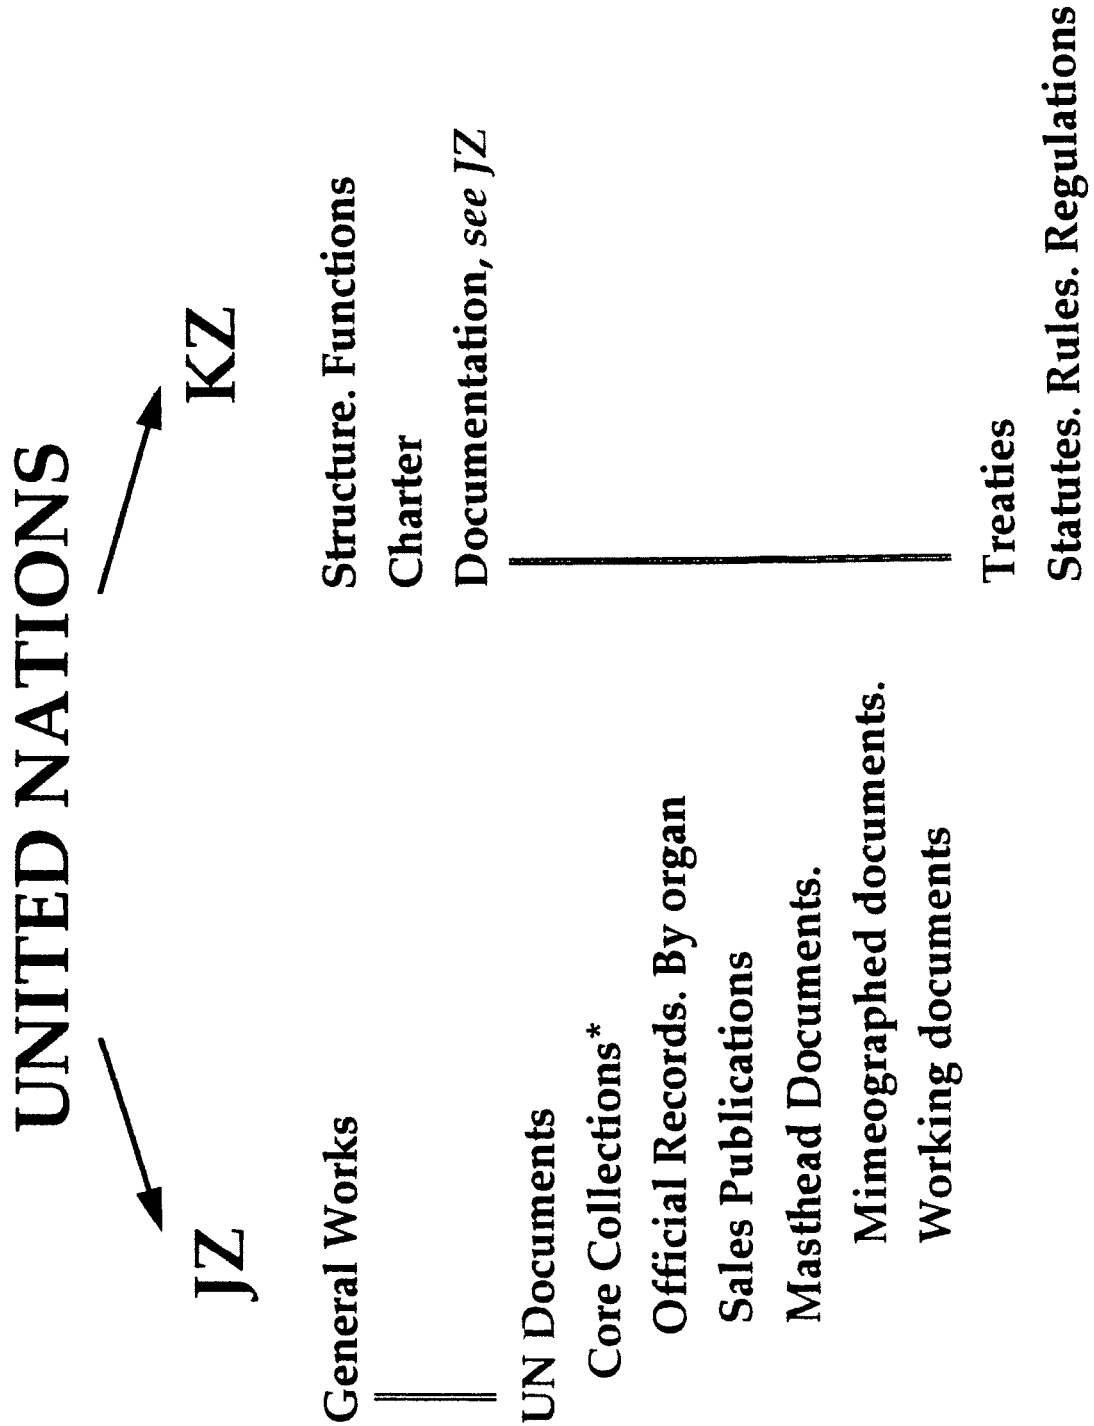 UNITED NATIONS
JZ
General Works
UN Documents
Core Collections*
Official Records. By organ
Sales Publications
Masthead Documents.
Mimeographed documents.
Working documents
KZ
Structure. Functions
Charter
Documentation, see JZ
Treaties
Statutes. Rules. Regulations